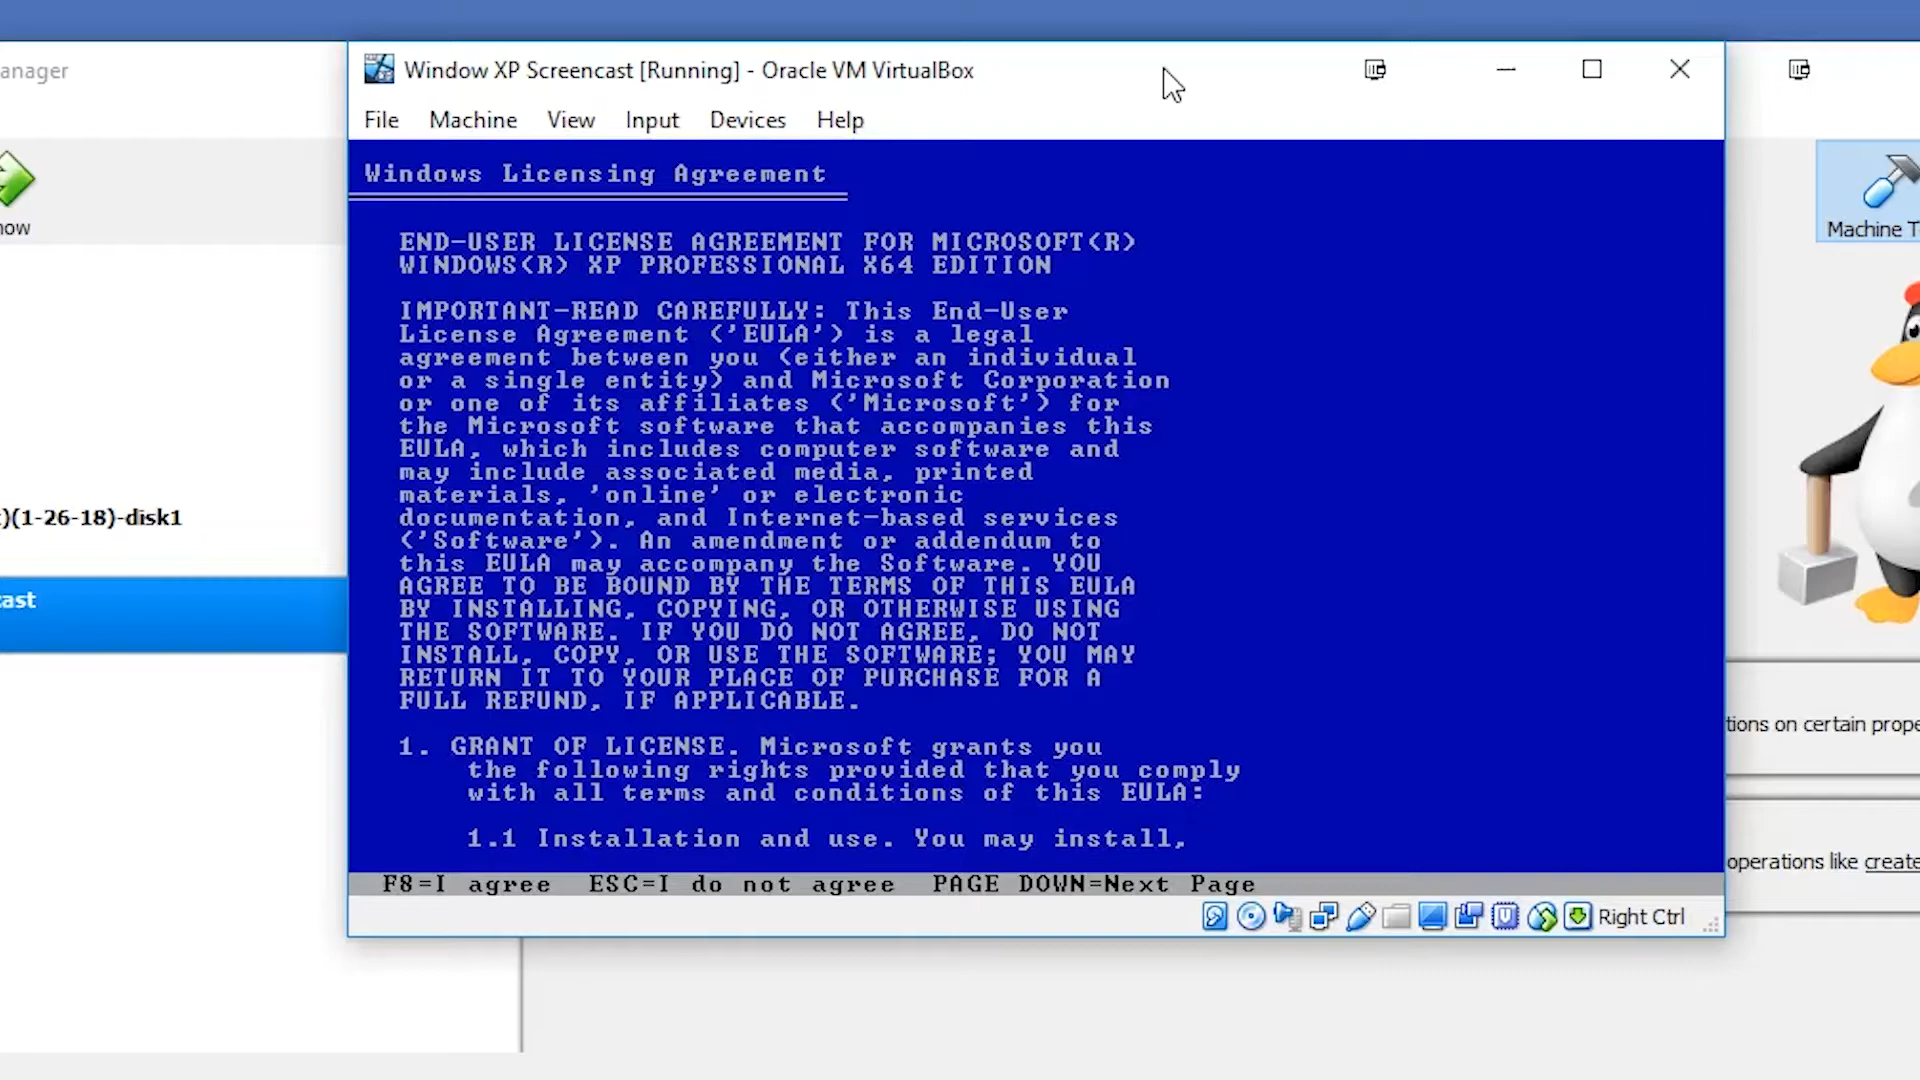 anager
Window XP Screencast [Running] - Oracle VM VirtualBox
File Machine View Input Devices Help
now
Machine T
Windows Licensing Agreement
END-USER LICENSE AGREEMENT FOR MICROSOFT(R)
WINDOWS(R) XP PROFESSIONAL X64 EDITION
IMPORTANT-READ CAREFULLY: This End-User
License Agreement ('EULA') is a legal
agreement between you (either an individual
or a single entity) and Microsoft Corporation
or one of its affiliates ('Microsoft') for
the Microsoft software that accompanies this
EULA, which includes computer software and
may include associated media, printed
materials, 'online' or electronic
documentation, and Internet-based services
('Software'). An amendment or addendum to
this EULA may accompany the Software. YOU
AGREE TO BE BOUND BY THE TERMS OF THIS EULA
BY INSTALLING, COPYING, OR OTHERWISE USING
THE SOFTWARE. IF YOU DO NOT AGREE, DO NOT
INSTALL, COPY, OR USE THE SOFTWARE; YOU MAY
RETURN IT TO YOUR PLACE OF PURCHASE FOR A
FULL REFUND, IF APPLICABLE.
1. GRANT OF LICENSE. Microsoft grants you
the following rights provided that you comply
with all terms and conditions of this EULA:
1.1 Installation and use. You may install,
F8=I agree ESC=I do not agree PAGE DOWN=Next Page
Right Ctrl
)(1-26-18)-disk1
cast
tions on certain prope
operations like create